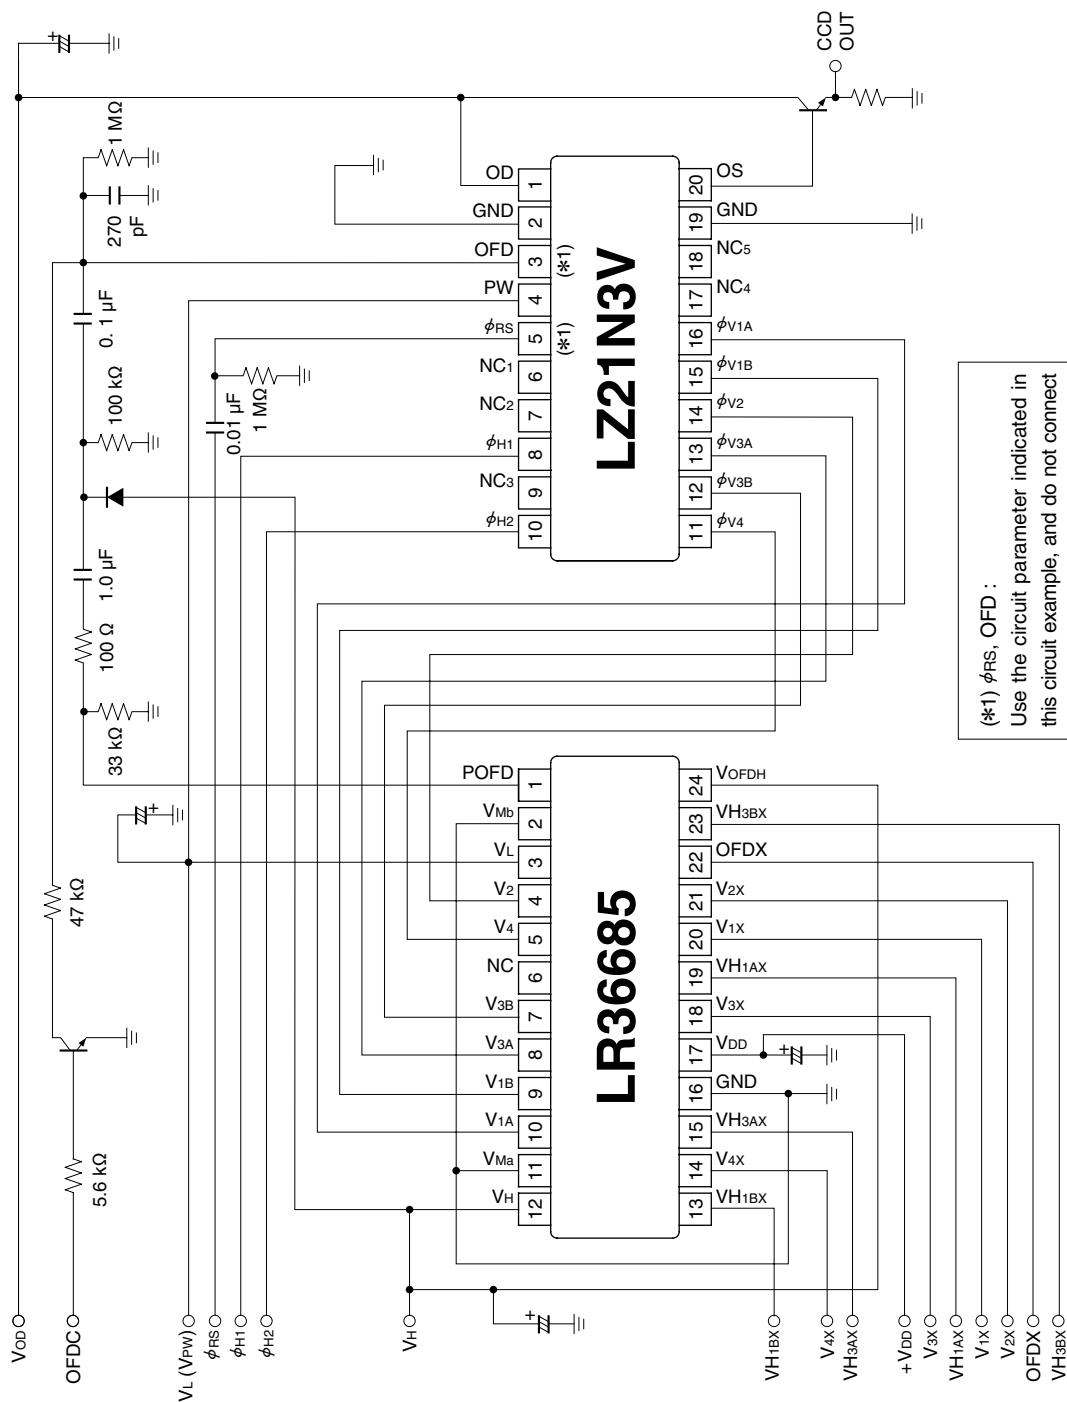 VOD
OFDC
VL (VPW)
ϕRS
ϕH1
ϕH2
VH
VH1BX
V4X
VH3AX
+VDD
V3X
VH1AX
V1X
V2X
OFDX
VH3BX
5.6 kΩ
47 kΩ
33 kΩ
100 Ω
1.0 µF
100 kΩ
0. 1 µF
270
pF
1 MΩ
0.01 µF
1 MΩ
+
+
+
+
LR36685
POFD
1
VMb
2
VL
3
V2
4
V4
5
NC
6
V3B
7
V3A
8
V1B
9
V1A
10
VMa
11
VH
12
13
VH1BX
14
V4X
15
VH3AX
16
GND
17
VDD
18
V3X
19
VH1AX
20
V1X
21
V2X
22
OFDX
23
VH3BX
24
VOFDH
LZ21N3V
OD
1
GND
2
OFD
3
(*1)
PW
4
ϕRS
5
(*1)
NC1
6
NC2
7
ϕH1
8
NC3
9
ϕH2
10
11
ϕV4
12
ϕV3B
13
ϕV3A
14
ϕV2
15
ϕV1B
16
ϕV1A
17
NC4
18
NC5
19
GND
20
OS
CCD
OUT
(*1) ϕRS, OFD :
Use the circuit parameter indicated in
this circuit example, and do not connect